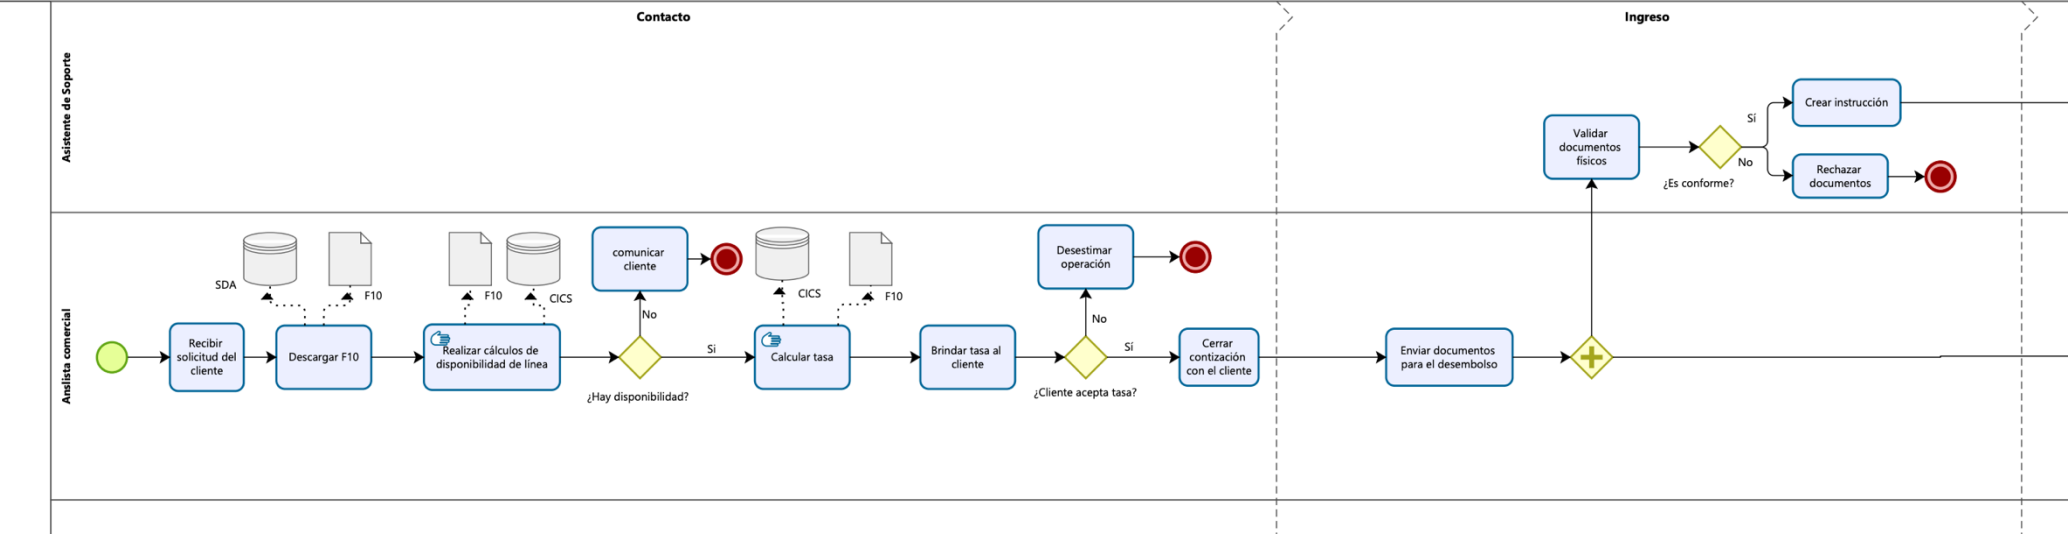 Contacto
Ingreso
Asistente de Soporte
Crear instrucción
Validar
documentos
físicos
Sí
No
¿Es conforme?
Rechazar
documentos
Anslista comercial
SDA
F10
F10
CICS
comunicar
cliente
CICS
F10
Desestimar
operación
No
No
Recibir
solicitud del
cliente
Descargar F10
Realizar cálculos de
disponibilidad de línea
¿Hay disponibilidad?
Si
Calcular tasa
Brindar tasa al
cliente
¿Cliente acepta tasa?
Sí
Cerrar
contización
con el cliente
Enviar documentos
para el desembolso